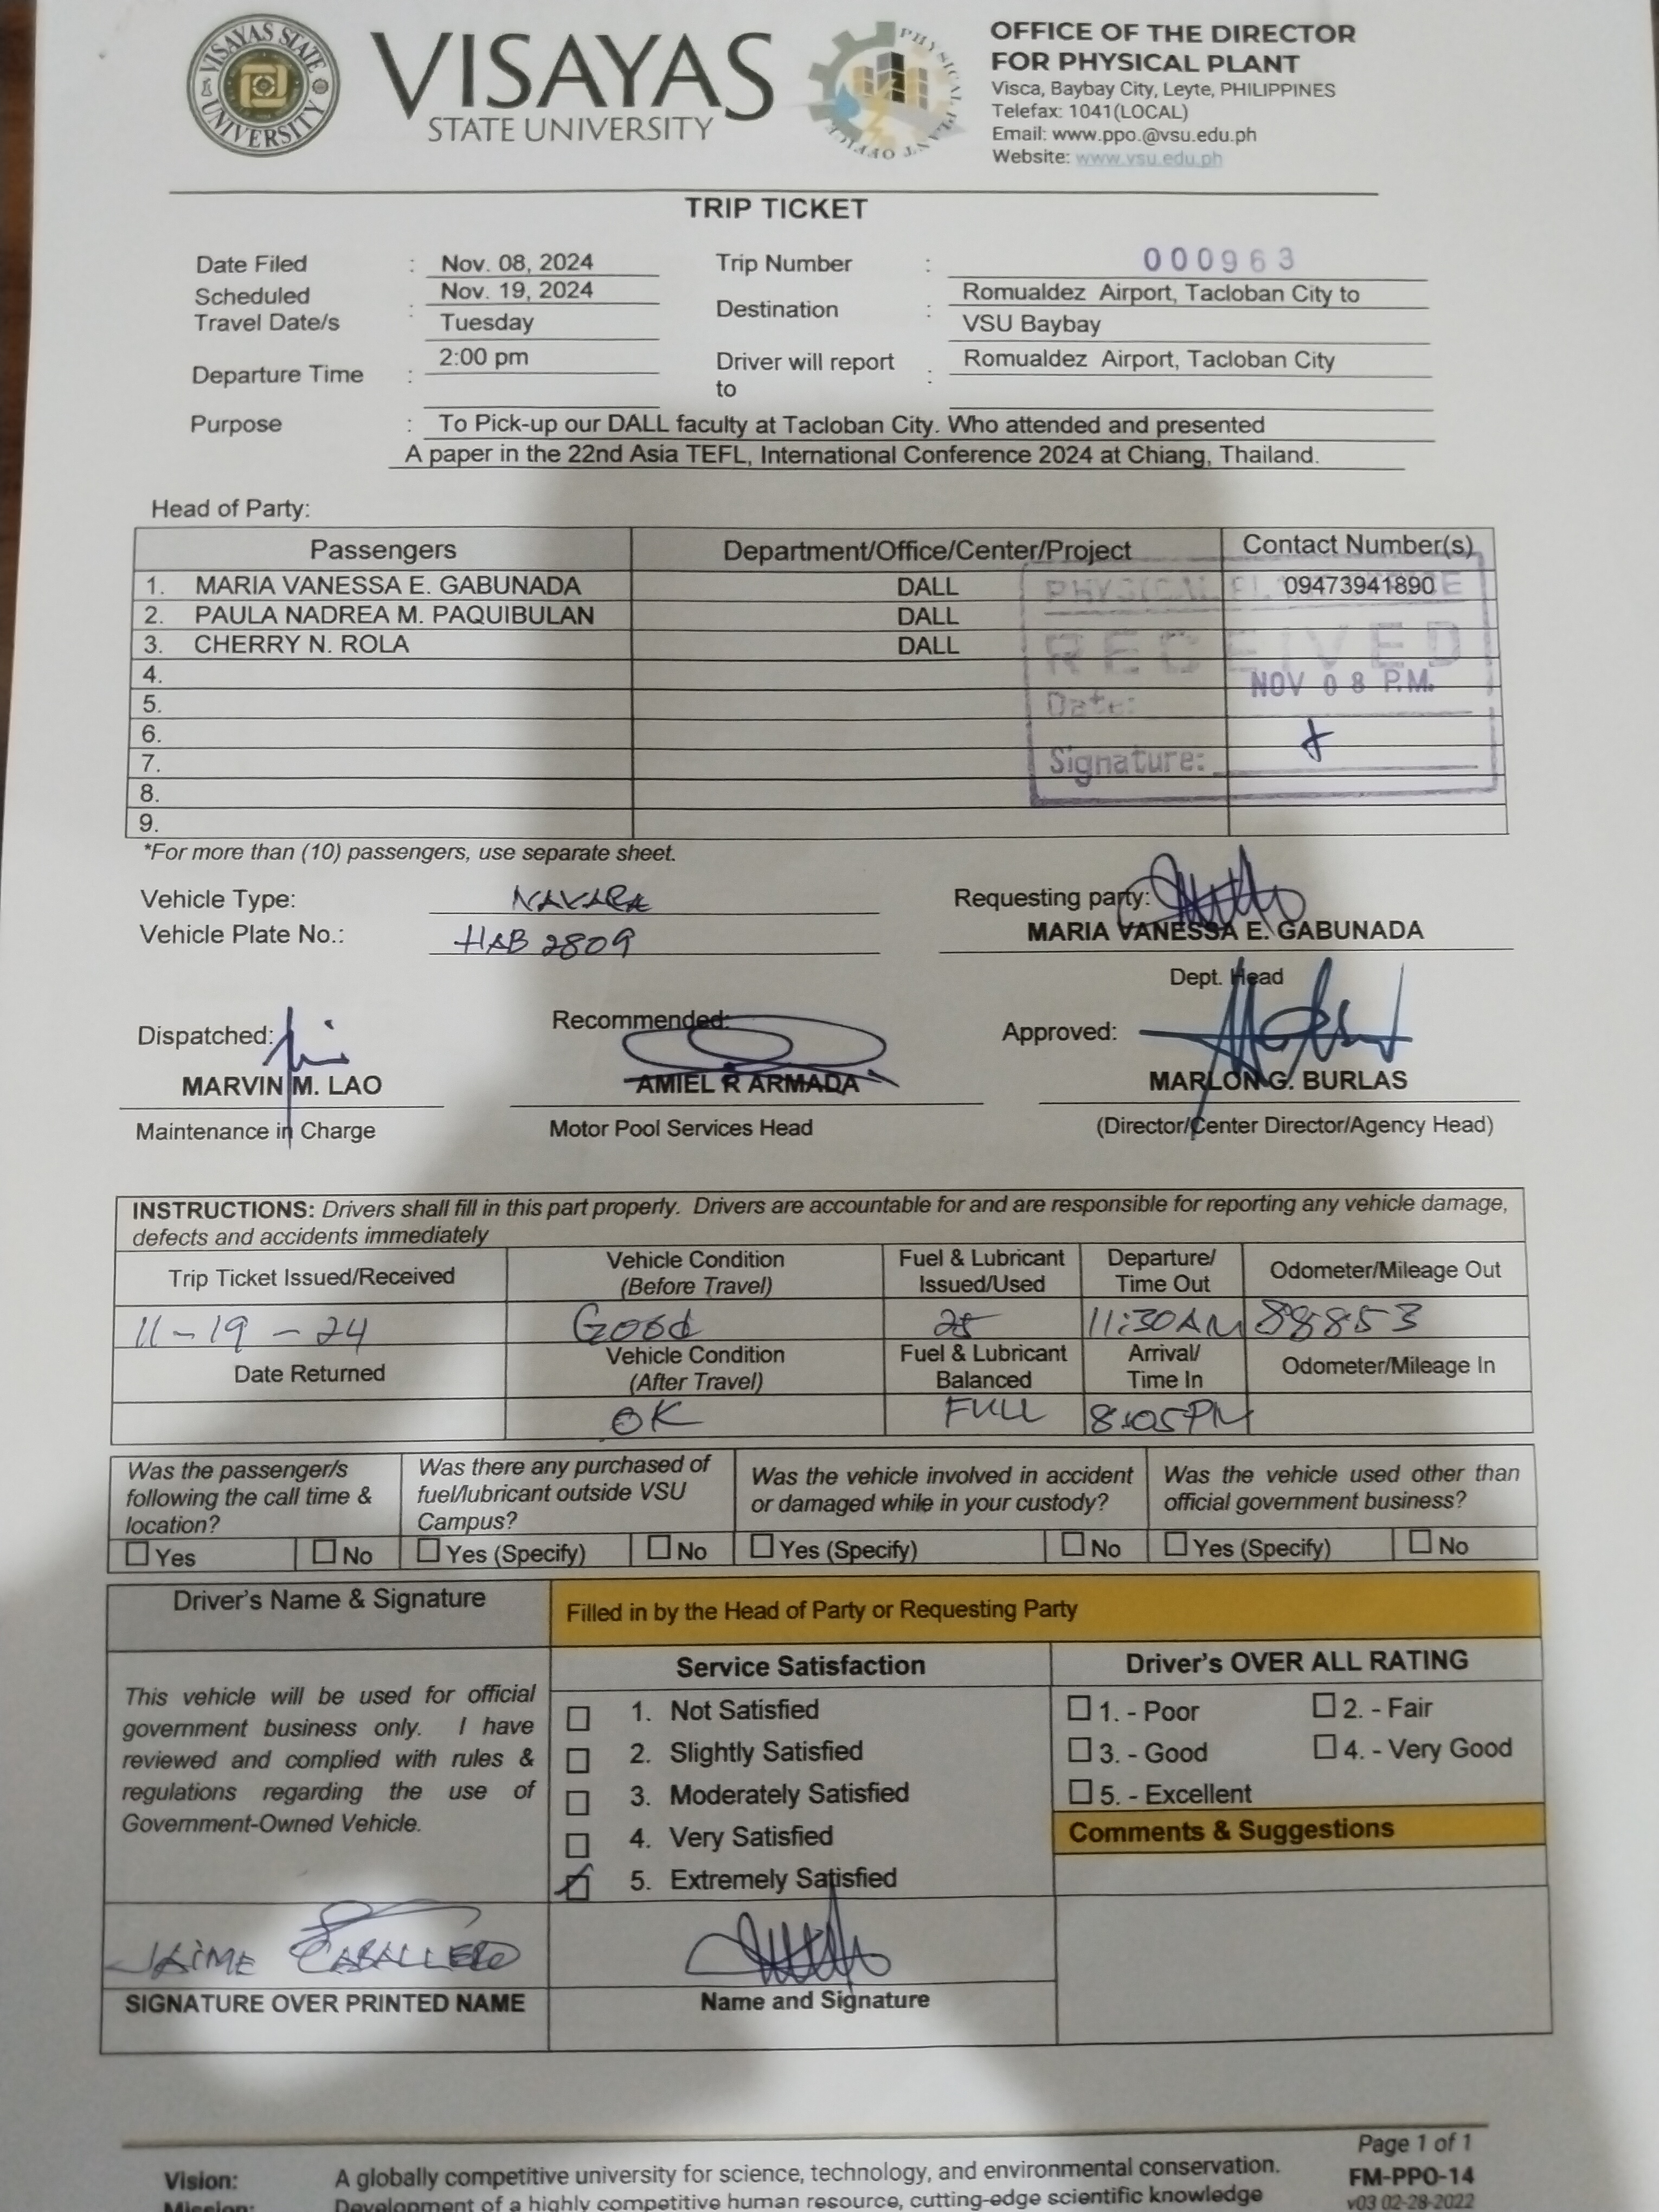 VISAYAS STATE UNIVERSITY
VISAYAS
STATE UNIVERSITY
PHYSICAL PLANT OFFICE
OFFICE OF THE DIRECTOR
FOR PHYSICAL PLANT
Visca, Baybay City, Leyte, PHILIPPINES
Telefax: 1041(LOCAL)
Email: www.ppo.@vsu.edu.ph
Website: www.vsu.edu.ph
TRIP TICKET
Date Filed : Nov. 08, 2024 Trip Number : 000963
Scheduled Travel Date/s : Nov. 19, 2024 Tuesday
Destination : Romualdez Airport, Tacloban City to VSU Baybay
Departure Time : 2:00 pm
Driver will report to : Romualdez Airport, Tacloban City
Purpose : To Pick-up our DALL faculty at Tacloban City. Who attended and presented
A paper in the 22nd Asia TEFL, International Conference 2024 at Chiang, Thailand.
Head of Party:
Passengers Department/Office/Center/Project Contact Number(s)
1. MARIA VANESSA E. GABUNADA DALL 09473941890
2. PAULA NADREA M. PAQUIBULAN DALL
3. CHERRY N. ROLA DALL
4.
5.
6.
7.
8.
9.
PHYSICAL PLANT OFFICE
RECEIVED
Date: NOV 08 P.M.
Signature:
*For more than (10) passengers, use separate sheet.
Vehicle Type: NAVARA
Vehicle Plate No.: HAB 2809
Requesting party:
MARIA VANESSA E. GABUNADA
Dept. Head
Dispatched:
MARVIN M. LAO
Maintenance in Charge
Recommended:
AMIEL R ARMADA
Motor Pool Services Head
Approved:
MARLON G. BURLAS
(Director/Center Director/Agency Head)
INSTRUCTIONS: Drivers shall fill in this part properly. Drivers are accountable for and are responsible for reporting any vehicle damage,
defects and accidents immediately
Trip Ticket Issued/Received Vehicle Condition (Before Travel) Fuel & Lubricant Issued/Used Departure/ Time Out Odometer/Mileage Out
11-19-24 Good 25 11:30AM 88853
Date Returned Vehicle Condition (After Travel) Fuel & Lubricant Balanced Arrival/ Time In Odometer/Mileage In
OK FULL 8:05PM
Was the passenger/s
following the call time &
location?
Yes No
Was there any purchased of
fuel/lubricant outside VSU
Campus?
Yes (Specify) No
Was the vehicle involved in accident
or damaged while in your custody?
Yes (Specify) No
Was the vehicle used other than
official government business?
Yes (Specify) No
Driver's Name & Signature
This vehicle will be used for official
government business only. I have
reviewed and complied with rules &
regulations regarding the use of
Government-Owned Vehicle.
JAIME CABALLERO
SIGNATURE OVER PRINTED NAME
Filled in by the Head of Party or Requesting Party
Service Satisfaction
1. Not Satisfied
2. Slightly Satisfied
3. Moderately Satisfied
4. Very Satisfied
5. Extremely Satisfied
Name and Signature
Driver's OVER ALL RATING
1. - Poor 2. - Fair
3. - Good 4. - Very Good
5. - Excellent
Comments & Suggestions
Page 1 of 1
FM-PPO-14
v03 02-28-2022
Vision: A globally competitive university for science, technology, and environmental conservation.
Mission: Development of a highly competitive human resource, cutting-edge scientific knowledge